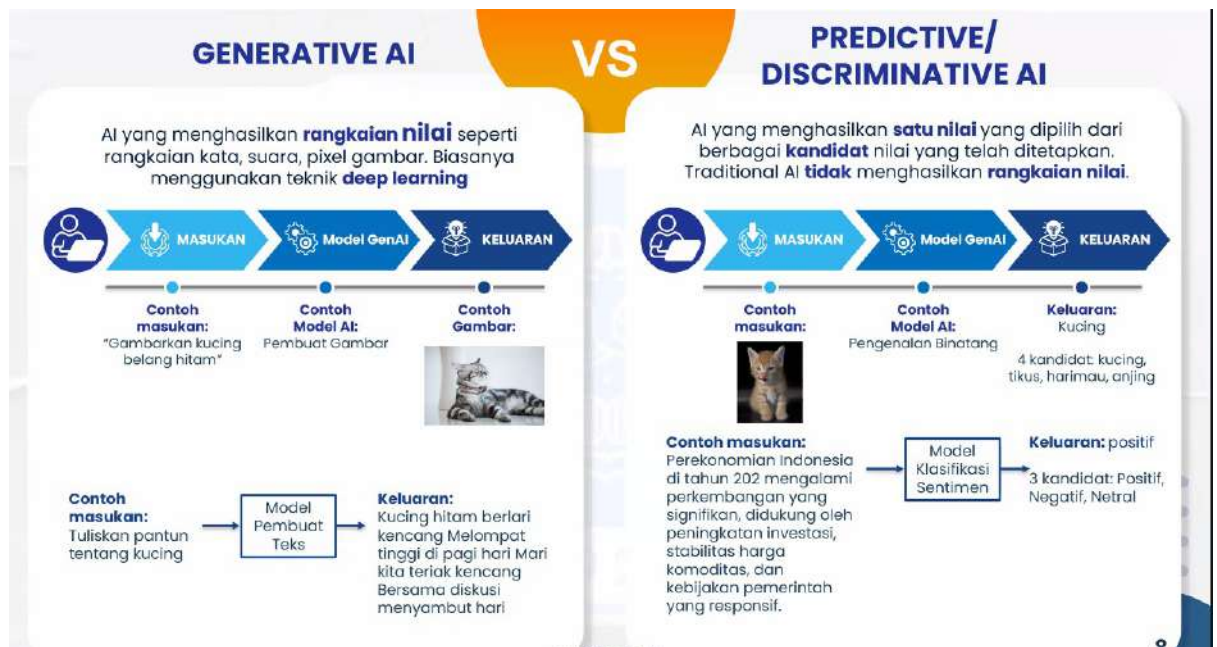 GENERATIVE AI
VS
PREDICTIVE/
DISCRIMINATIVE AI
AI yang menghasilkan rangkaian nilai seperti
rangkaian kata, suara, pixel gambar. Biasanya
menggunakan teknik deep learning
MASUKAN
Model GenAI
KELUARAN
Contoh
masukan:
"Gambarkan kucing
belang hitam"
Contoh
Model AI:
Pembuat Gambar
Contoh
Gambar:
Contoh
masukan:
Tuliskan pantun
tentang kucing
Model
Pembuat
Teks
Keluaran:
Kucing hitam berlari
kencang Melompat
tinggi di pagi hari Mari
kita teriak kencang
Bersama diskusi
menyambut hari
AI yang menghasilkan satu nilai yang dipilih dari
berbagai kandidat nilai yang telah ditetapkan.
Traditional AI tidak menghasilkan rangkaian nilai.
MASUKAN
Model GenAI
KELUARAN
Contoh
masukan:
Contoh
Model AI:
Pengenalan Binatang
Keluaran:
Kucing
4 kandidat: kucing,
tikus, harimau, anjing
Contoh masukan:
Perekonomian Indonesia
di tahun 202 mengalami
perkembangan yang
signifikan, didukung oleh
peningkatan investasi,
stabilitas harga
komoditas, dan
kebijakan pemerintah
yang responsif.
Model
Klasifikasi
Sentimen
Keluaran: positif
3 kandidat: Positif,
Negatif, Netral